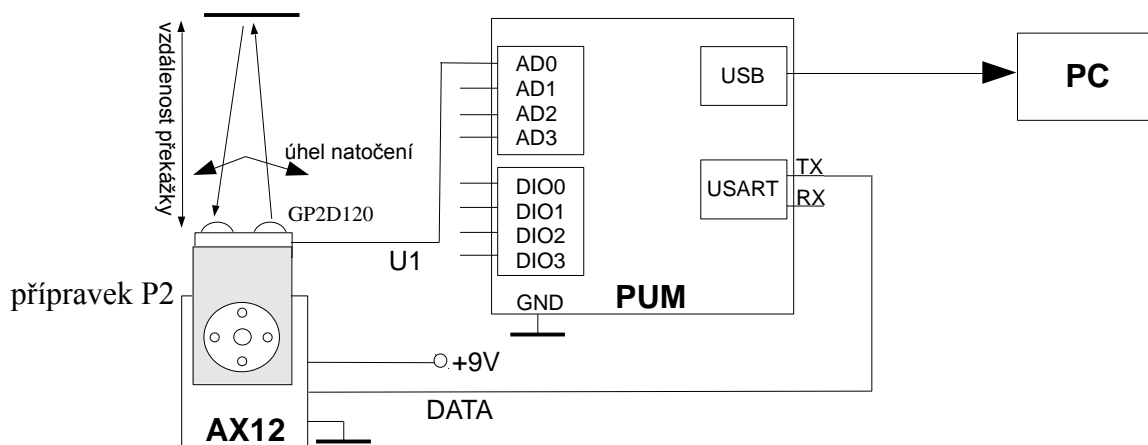 vzdálenost překážky
úhel natočení
GP2D120
U1
přípravek P2
AX12
+9V
DATA
AD0
AD1
AD2
AD3
DIO0
DIO1
DIO2
DIO3
GND
PUM
USB
USART
TX
RX
PC